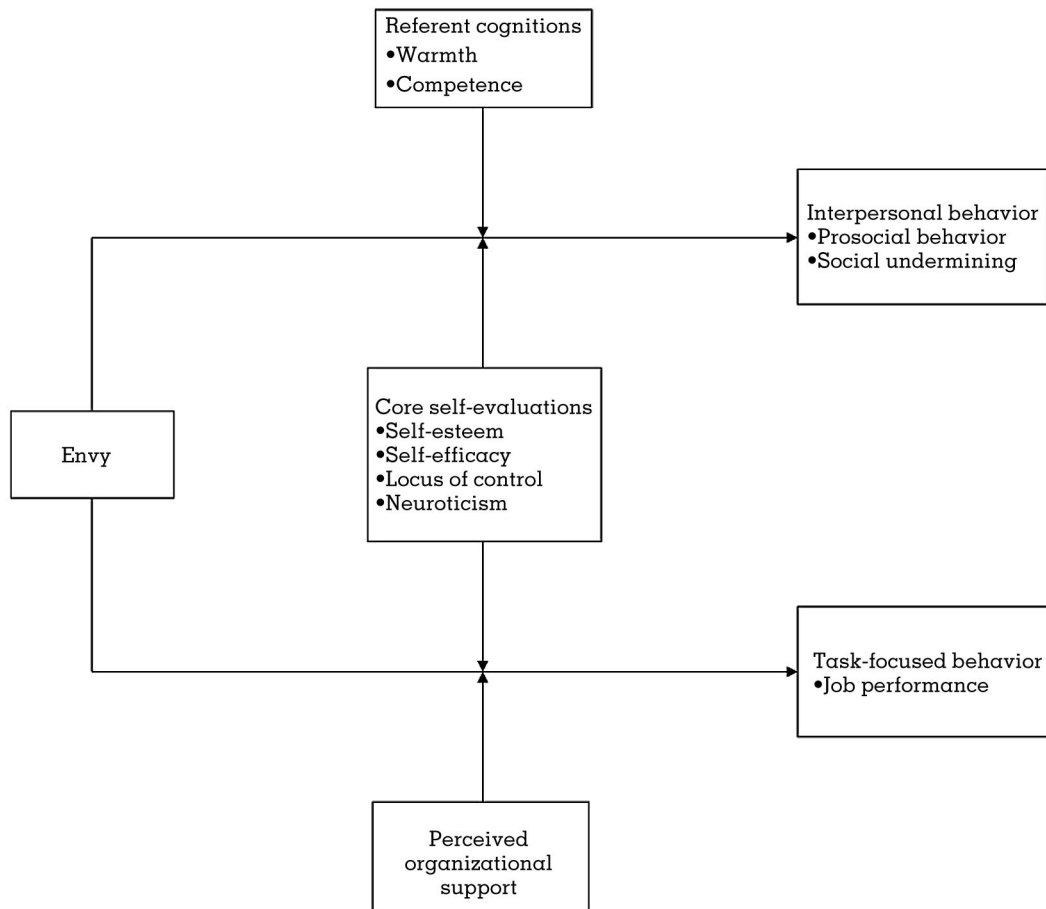 Referent cognitions
•Warmth
•Competence
Interpersonal behavior
•Prosocial behavior
•Social undermining
Core self-evaluations
•Self-esteem
•Self-efficacy
•Locus of control
•Neuroticism
Envy
Task-focused behavior
•Job performance
Perceived
organizational
support